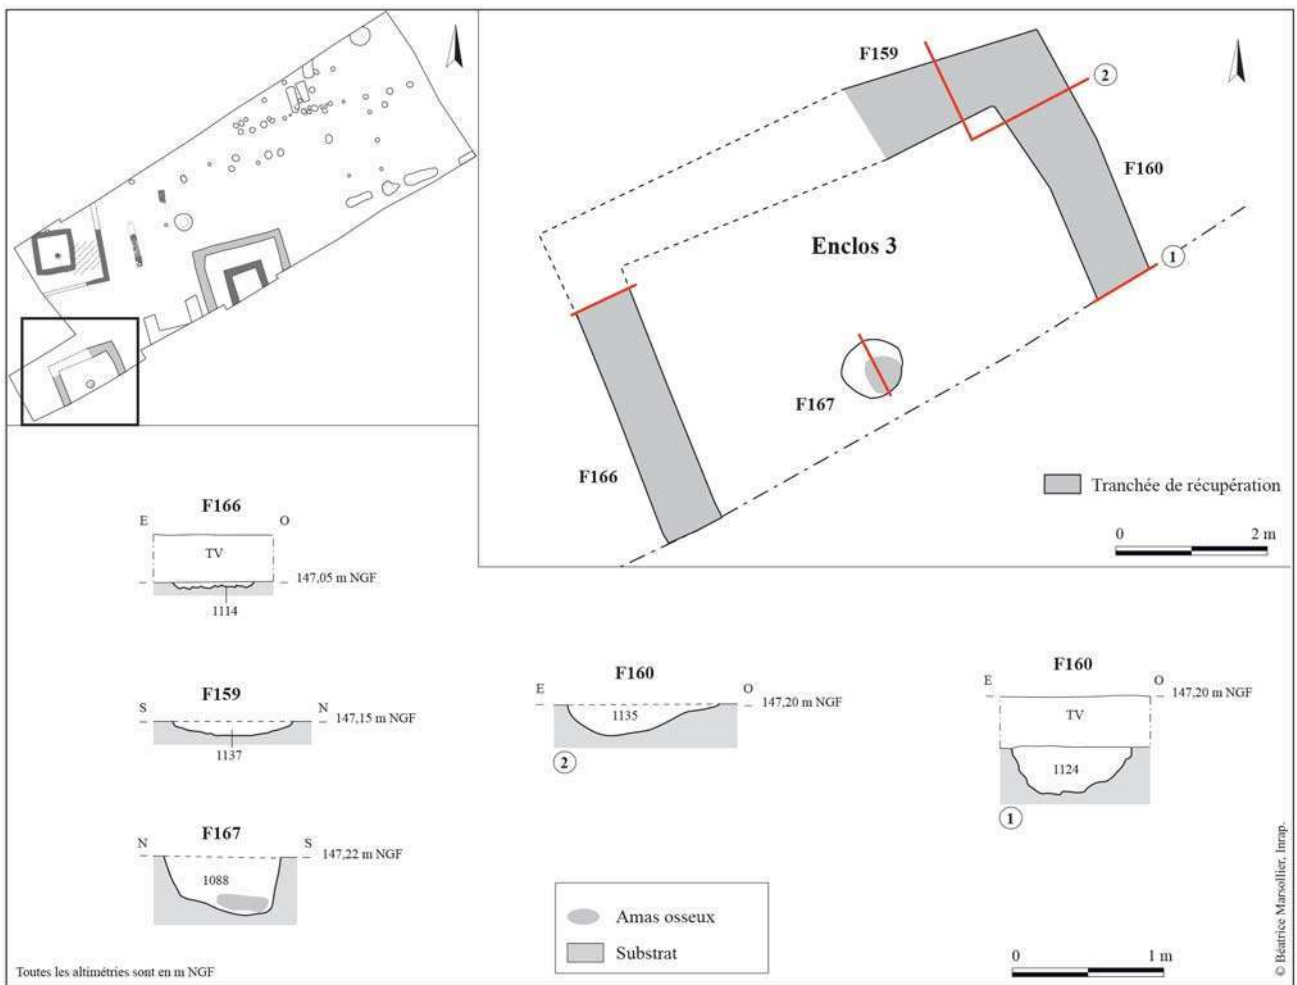 F159
2
F160
Enclos 3
1
F167
F166
Tranchée de récupération
0 2 m
F166
E O
TV
147,05 m NGF
1114
F159
S N
147,15 m NGF
1137
F167
N S
147,22 m NGF
1088
F160
E O
147,20 m NGF
1135
2
F160
E O
147,20 m NGF
TV
1124
1
Amas osseux
Substrat
0 1 m
Toutes les altimétries sont en m NGF
© Béatrice Marsollier, Inrap.